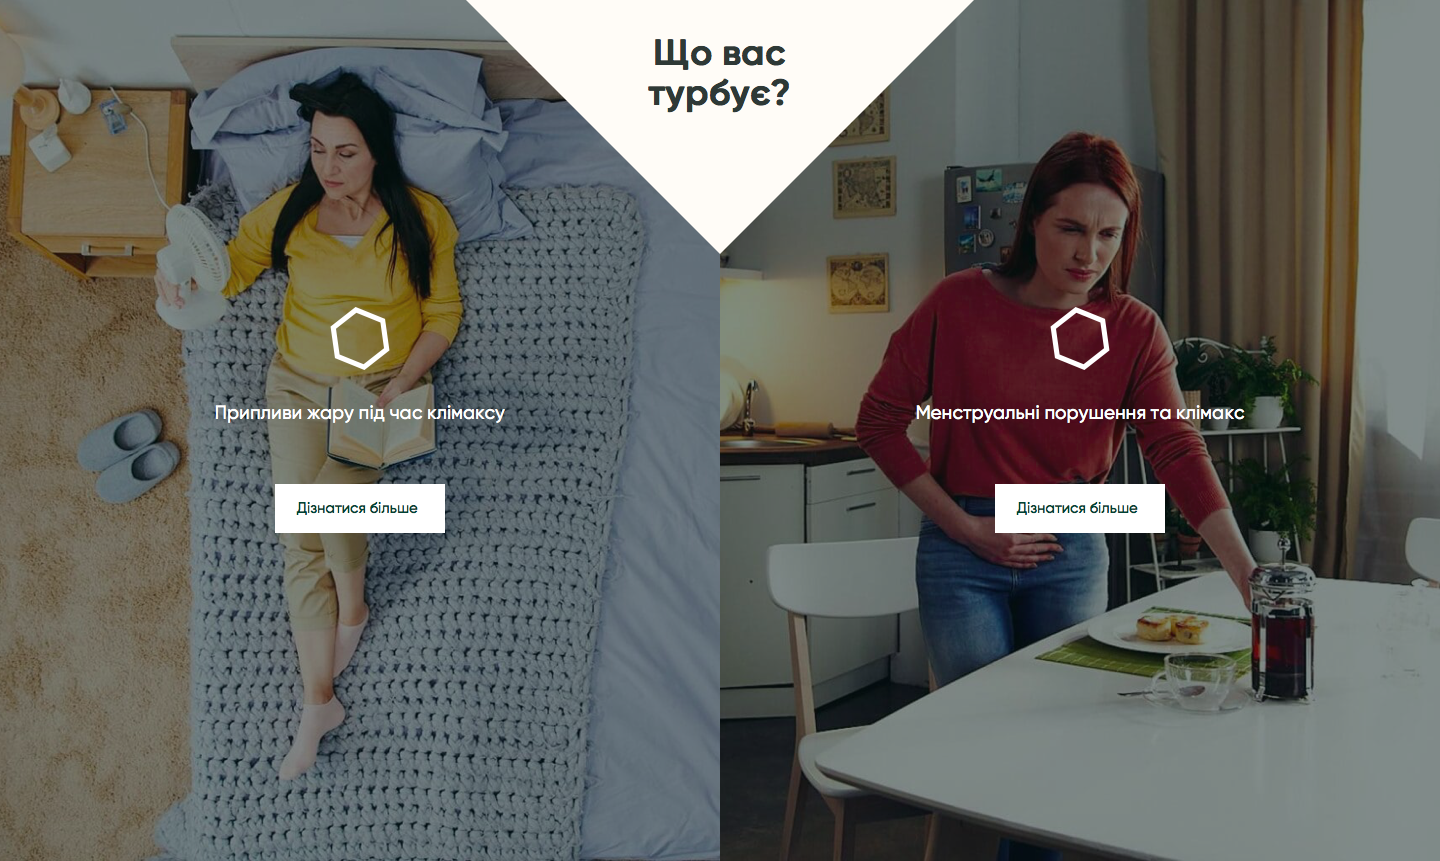 Що вас
турбує?
Припливи жару під час клімаксу
Дізнатися більше
Менструальні порушення та клімакс
Дізнатися більше